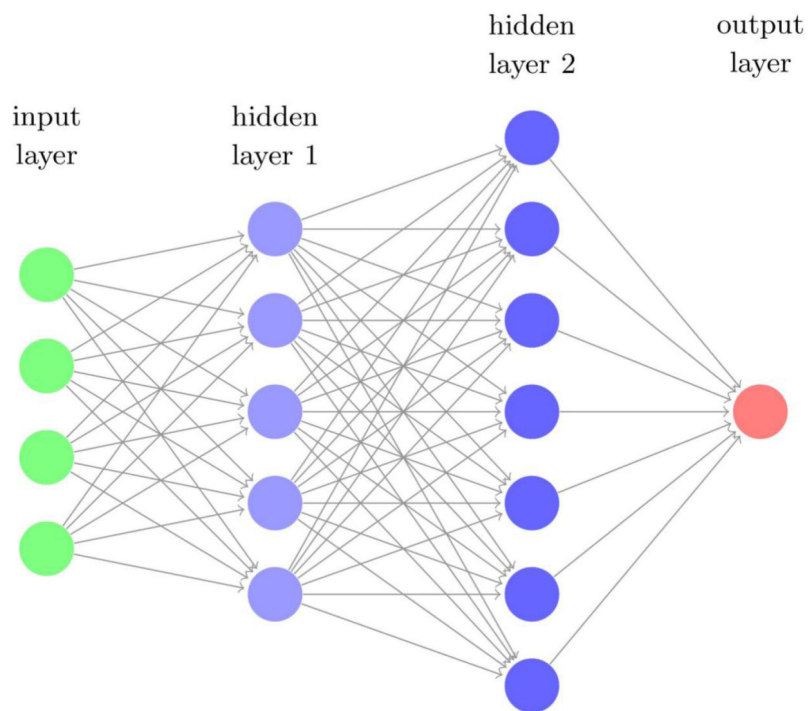 input
layer
hidden
layer 1
hidden
layer 2
output
layer